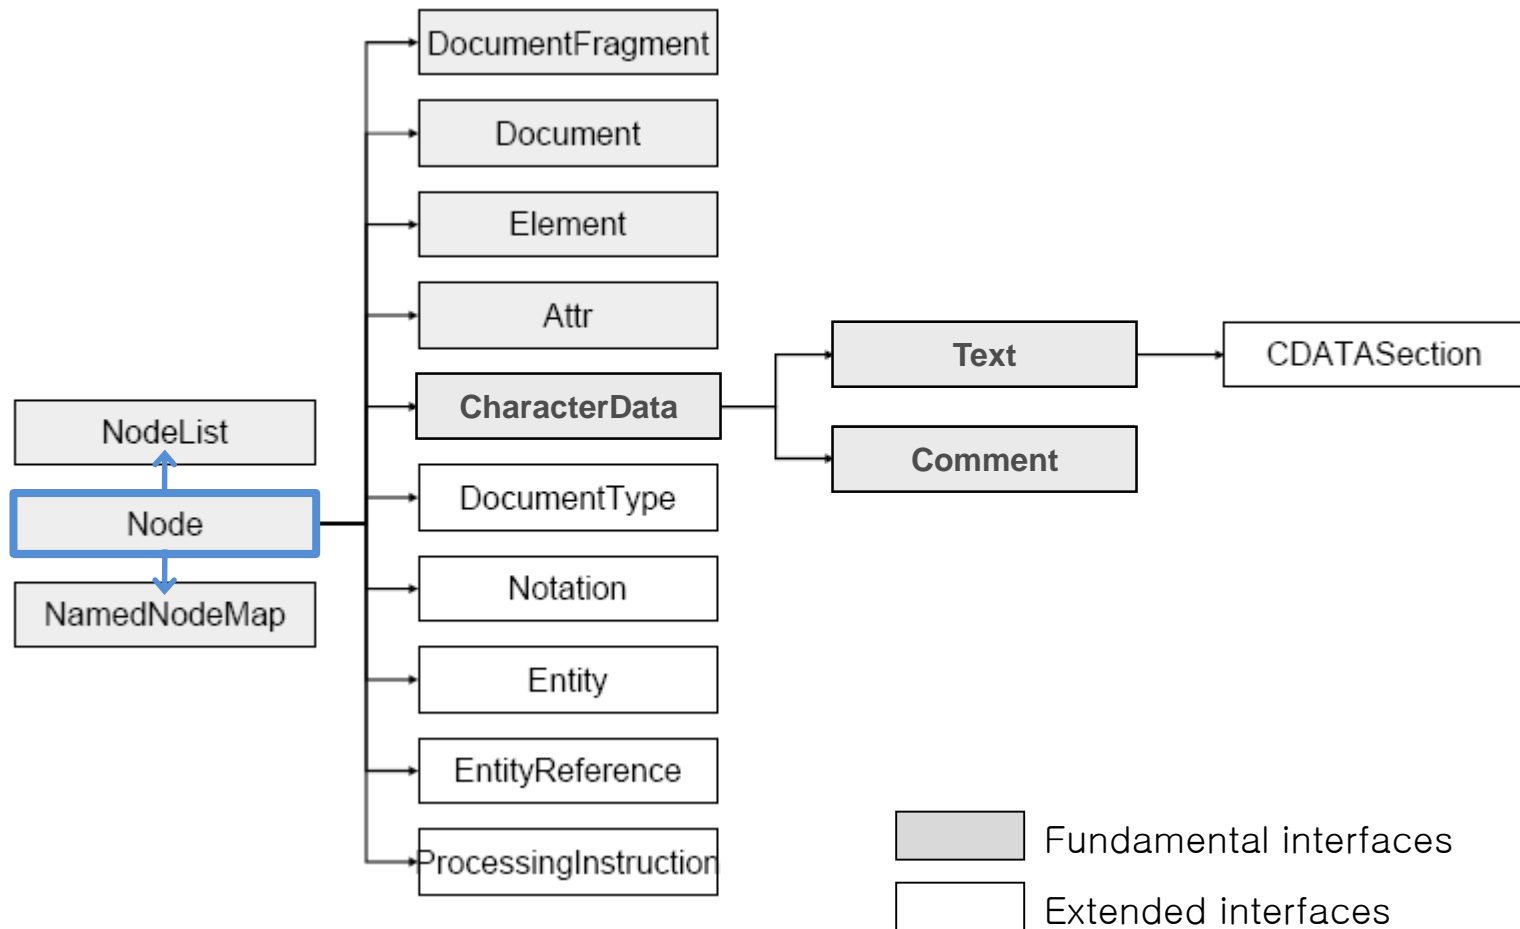 DocumentFragment
Document
Element
Attr
Text
CDATASection
CharacterData
NodeList
Comment
DocumentType
Node
Notation
NamedNodeMap
Entity
EntityReference
ProcessingInstruction
Fundamental interfaces
Extended interfaces